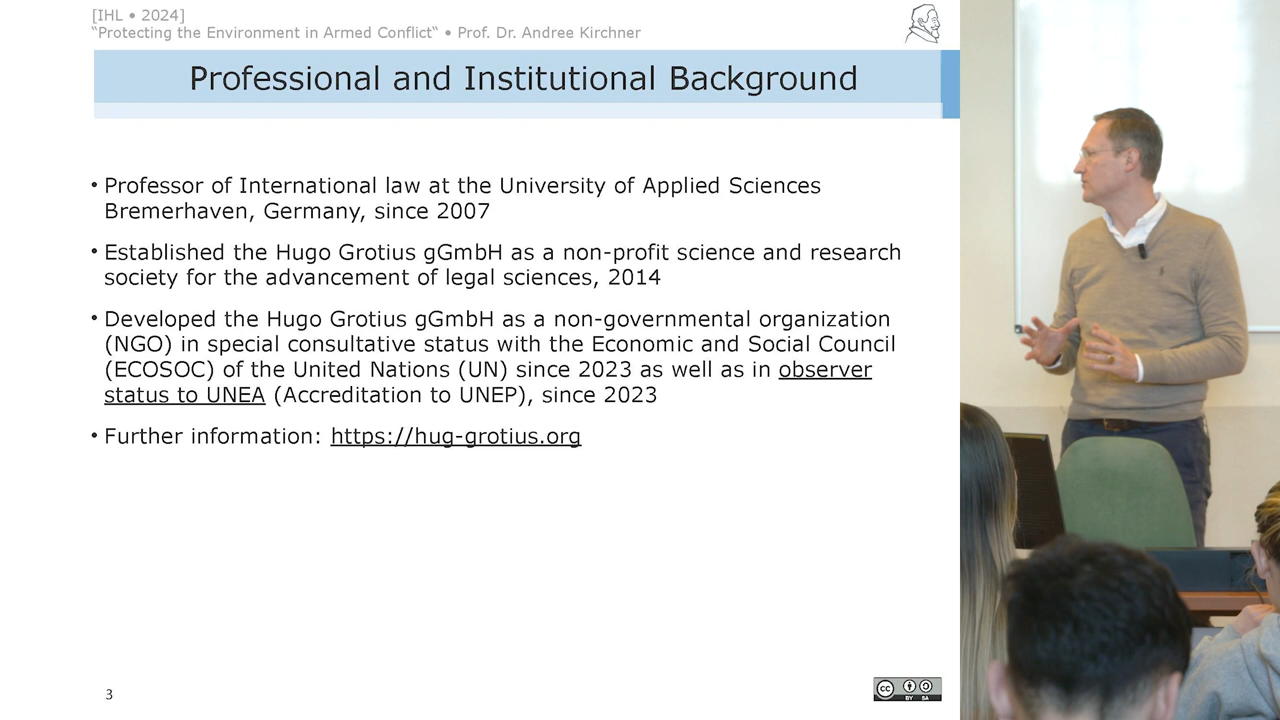 [IHL • 2024]
“Protecting the Environment in Armed Conflict“ • Prof. Dr. Andree Kirchner
Professional and Institutional Background
• Professor of International law at the University of Applied Sciences
Bremerhaven, Germany, since 2007
• Established the Hugo Grotius gGmbH as a non-profit science and research
society for the advancement of legal sciences, 2014
• Developed the Hugo Grotius gGmbH as a non-governmental organization
(NGO) in special consultative status with the Economic and Social Council
(ECOSOC) of the United Nations (UN) since 2023 as well as in observer
status to UNEA (Accreditation to UNEP), since 2023
• Further information: https://hug-grotius.org
3
cc
BY SA